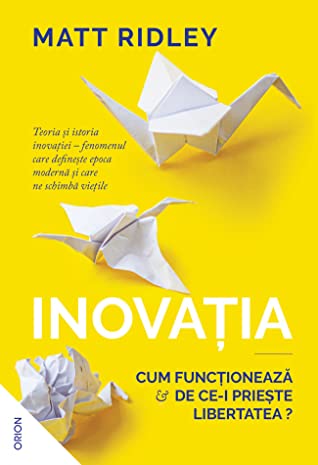 MATT RIDLEY
Teoria și istoria
inovației – fenomenul
care definește epoca
modernă și care
ne schimbă viețile
INOVAȚIA
CUM FUNCȚIONEAZĂ
& DE CE-I PRIEȘTE
LIBERTATEA ?
ORION